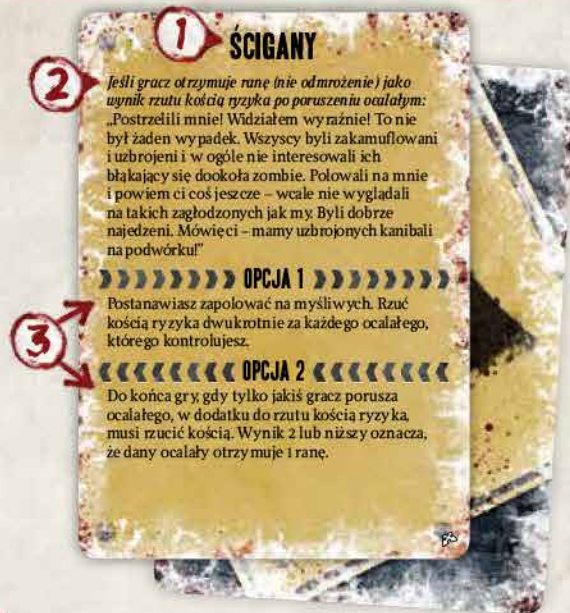 1
ŚCIGANY
2
Jeśli gracz otrzymuje ranę (nie odmrożenie) jako
wynik rzutu kością ryzyka po poruszeniu ocalałym:
„Postrzelili mnie! Widziałem wyraźnie! To nie
był żaden wypadek. Wszyscy byli zakamuflowani
i uzbrojeni i w ogóle nie interesowali ich
błąkający się dookoła zombie. Polowali na mnie
i powiem ci coś jeszcze – wcale nie wyglądali
na takich zagłodzonych jak my. Byli dobrze
najedzeni. Mówię ci – mamy uzbrojonych kanibali
na podwórku!”
OPCJA 1
3
Postanawiasz zapolować na myśliwych. Rzuć
kością ryzyka dwukrotnie za każdego ocalałego,
którego kontrolujesz.
OPCJA 2
Do końca gry, gdy tylko jakiś gracz porusza
ocalałego, w dodatku do rzutu kością ryzyka,
musi rzucić kością. Wynik 2 lub niższy oznacza,
że dany ocalały otrzymuje 1 ranę.